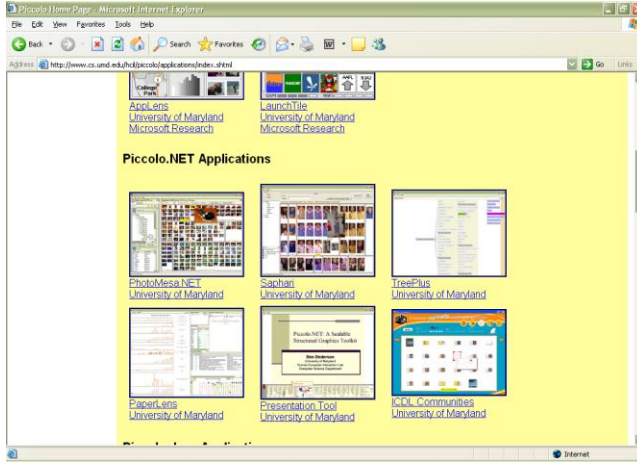 Piccolo Home Page - Microsoft Internet Explorer
File Edit View Favorites Tools Help
Back Search Favorites
Address http://www.cs.umd.edu/hcil/piccolo/applications/index.shtml Go Links
College
Park
AppLens
University of Maryland
Microsoft Research
LaunchTile
University of Maryland
Microsoft Research
Piccolo.NET Applications
PhotoMesa.NET
University of Maryland
Saphari
University of Maryland
TreePlus
University of Maryland
PaperLens
University of Maryland
Piccolo.NET: A Scalable
Structured Graphics Toolkit
Ben Bederson
Presentation Tool
University of Maryland
ICDL Communities
University of Maryland
Internet